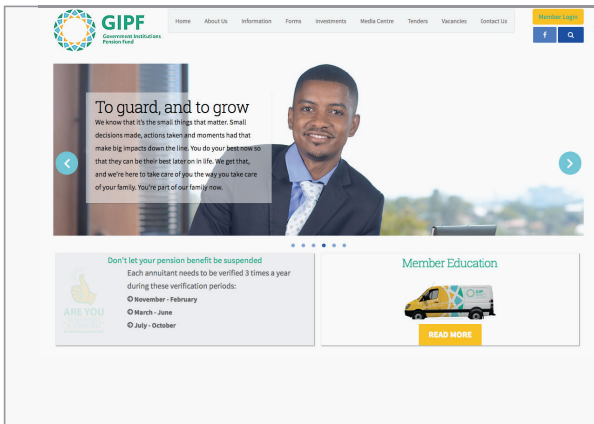 GIPF
Government Institutions
Pension Fund
Home About Us Information Forms Investments Media Centre Tenders Vacancies Contact Us
Member Login
f
To guard, and to grow
We know that it's the small things that matter. Small
decisions made, actions taken and moments had that
make big impacts down the line. You do your best now so
that they can be their best later on in life. We get that,
and we're here to take care of you the way you take care
of your family. You're part of our family now.
Don't let your pension benefit be suspended
Each annuitant needs to be verified 3 times a year
during these verification periods:
November - February
March - June
July - October
ARE YOU
Member Education
GIPF
READ MORE